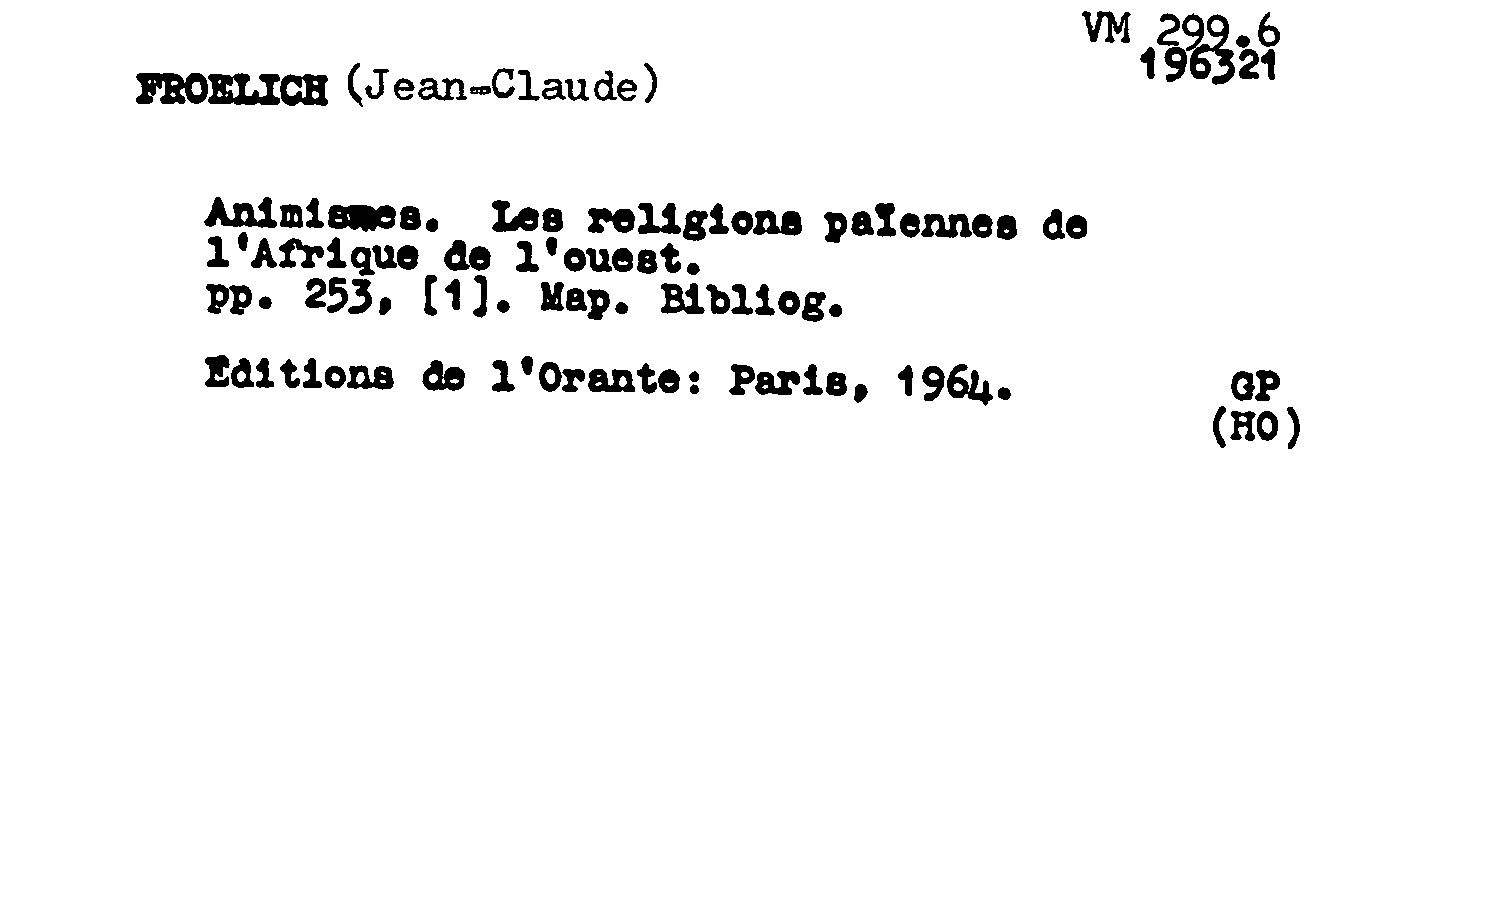 VM 299.6
196321
FROELICH (Jean-Claude)
Animismes. Les religions païennes de
l'Afrique de l'ouest.
pp. 253, [1]. Map. Bibliog.
Editions de l'Orante: Paris, 1964.
GP
(HO)